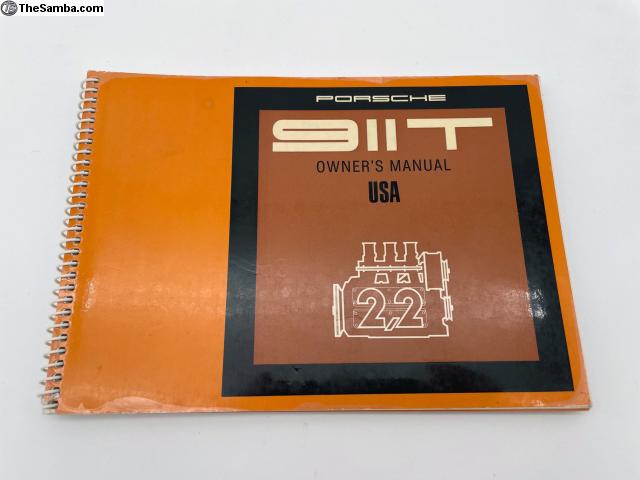 TheSamba.com
PORSCHE
911T
OWNER'S MANUAL
USA
2,2